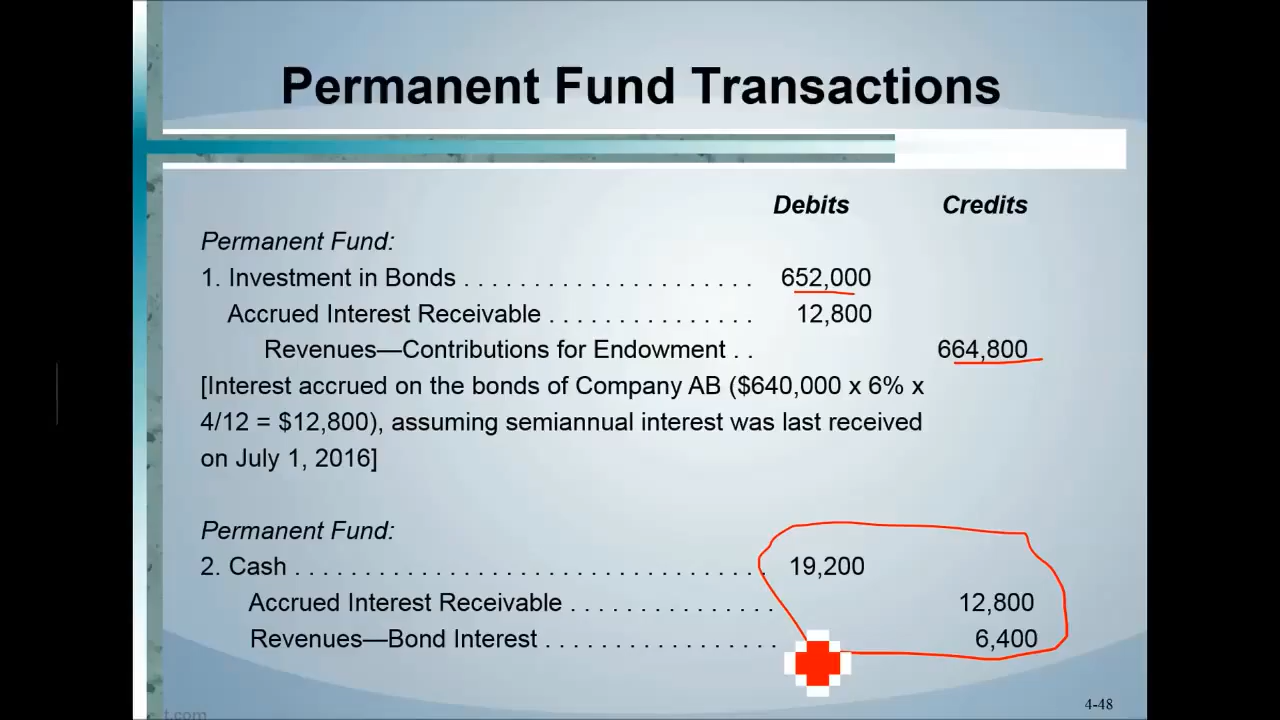 Permanent Fund Transactions
Debits Credits
Permanent Fund:
1. Investment in Bonds . . . . . . . . . . . . . . . . . . . . . . 652,000
Accrued Interest Receivable . . . . . . . . . . . . . . . 12,800
Revenues—Contributions for Endowment . . 664,800
[Interest accrued on the bonds of Company AB ($640,000 x 6% x
4/12 = $12,800), assuming semiannual interest was last received
on July 1, 2016]
Permanent Fund:
2. Cash . . . . . . . . . . . . . . . . . . . . . . . . . . . . . . . . . . . 19,200
Accrued Interest Receivable . . . . . . . . . . . . . . . 12,800
Revenues—Bond Interest . . . . . . . . . . . . . . . . . 6,400
4-48